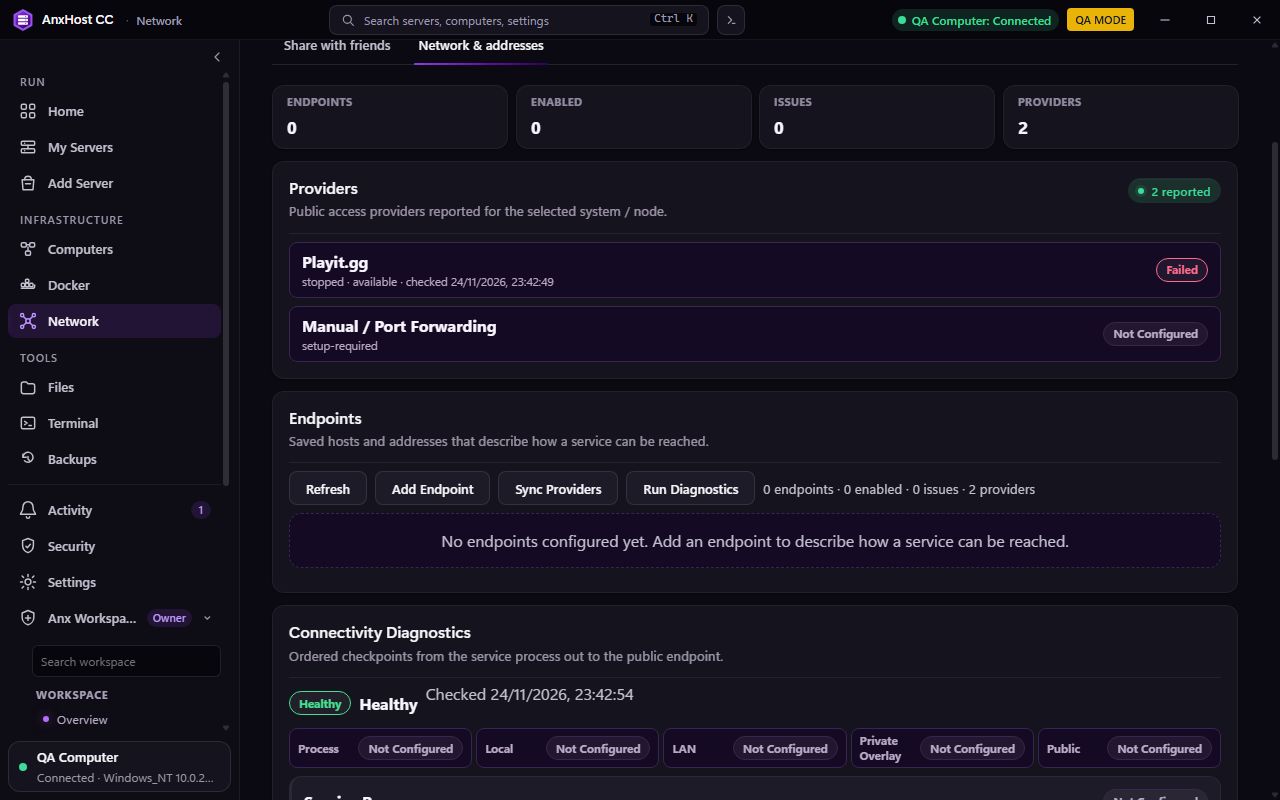 AnxHost CC · Network
Search servers, computers, settings Ctrl K
QA Computer: Connected
QA MODE
RUN
Home
My Servers
Add Server
INFRASTRUCTURE
Computers
Docker
Network
TOOLS
Files
Terminal
Backups
Activity 1
Security
Settings
Anx Workspa... Owner
Search workspace
WORKSPACE
Overview
QA Computer
Connected · Windows_NT 10.0.2...
Share with friends
Network & addresses
ENDPOINTS
0
ENABLED
0
ISSUES
0
PROVIDERS
2
Providers
Public access providers reported for the selected system / node.
2 reported
Playit.gg
stopped · available · checked 24/11/2026, 23:42:49
Failed
Manual / Port Forwarding
setup-required
Not Configured
Endpoints
Saved hosts and addresses that describe how a service can be reached.
Refresh
Add Endpoint
Sync Providers
Run Diagnostics
0 endpoints · 0 enabled · 0 issues · 2 providers
No endpoints configured yet. Add an endpoint to describe how a service can be reached.
Connectivity Diagnostics
Ordered checkpoints from the service process out to the public endpoint.
Healthy
Healthy
Checked 24/11/2026, 23:42:54
Process Not Configured
Local Not Configured
LAN Not Configured
Private
Overlay
Not Configured
Public Not Configured